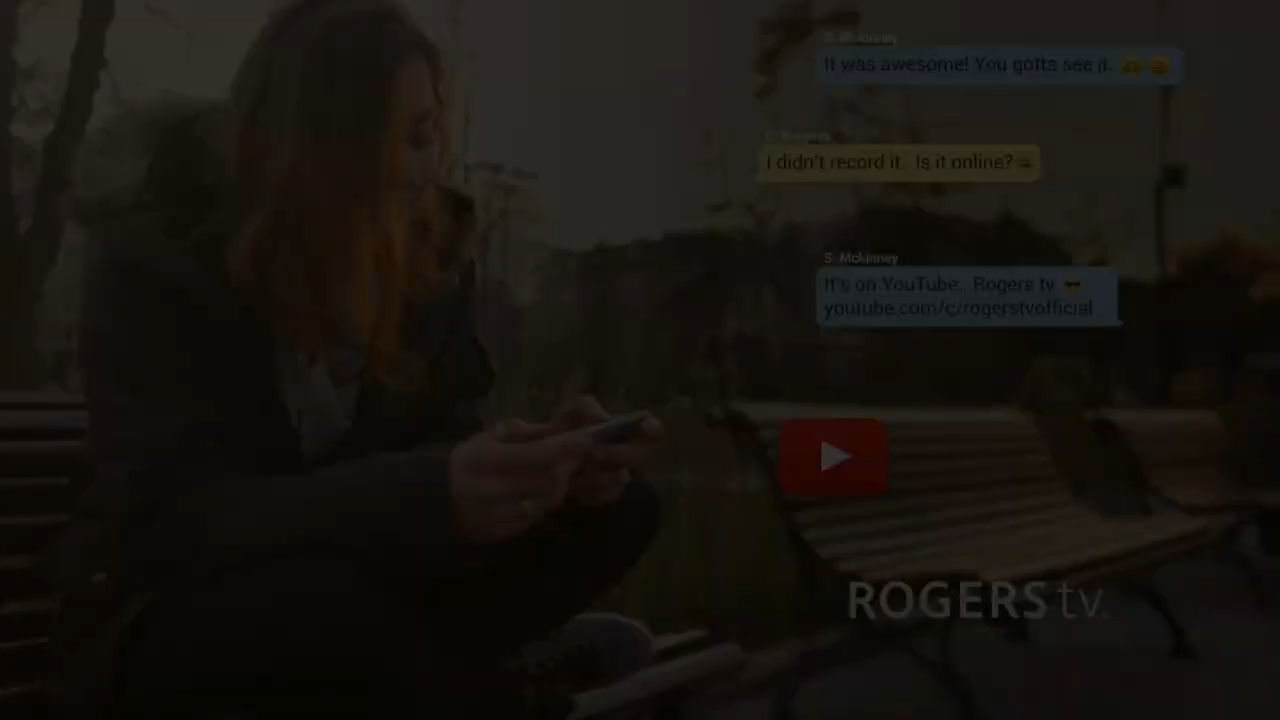 It was awesome! You gotta see it.
I didn't record it. Is it online?
S. Mckinney
It's on YouTube.. Rogers tv
youtube.com/c/rogerstvofficial
ROGERS tv